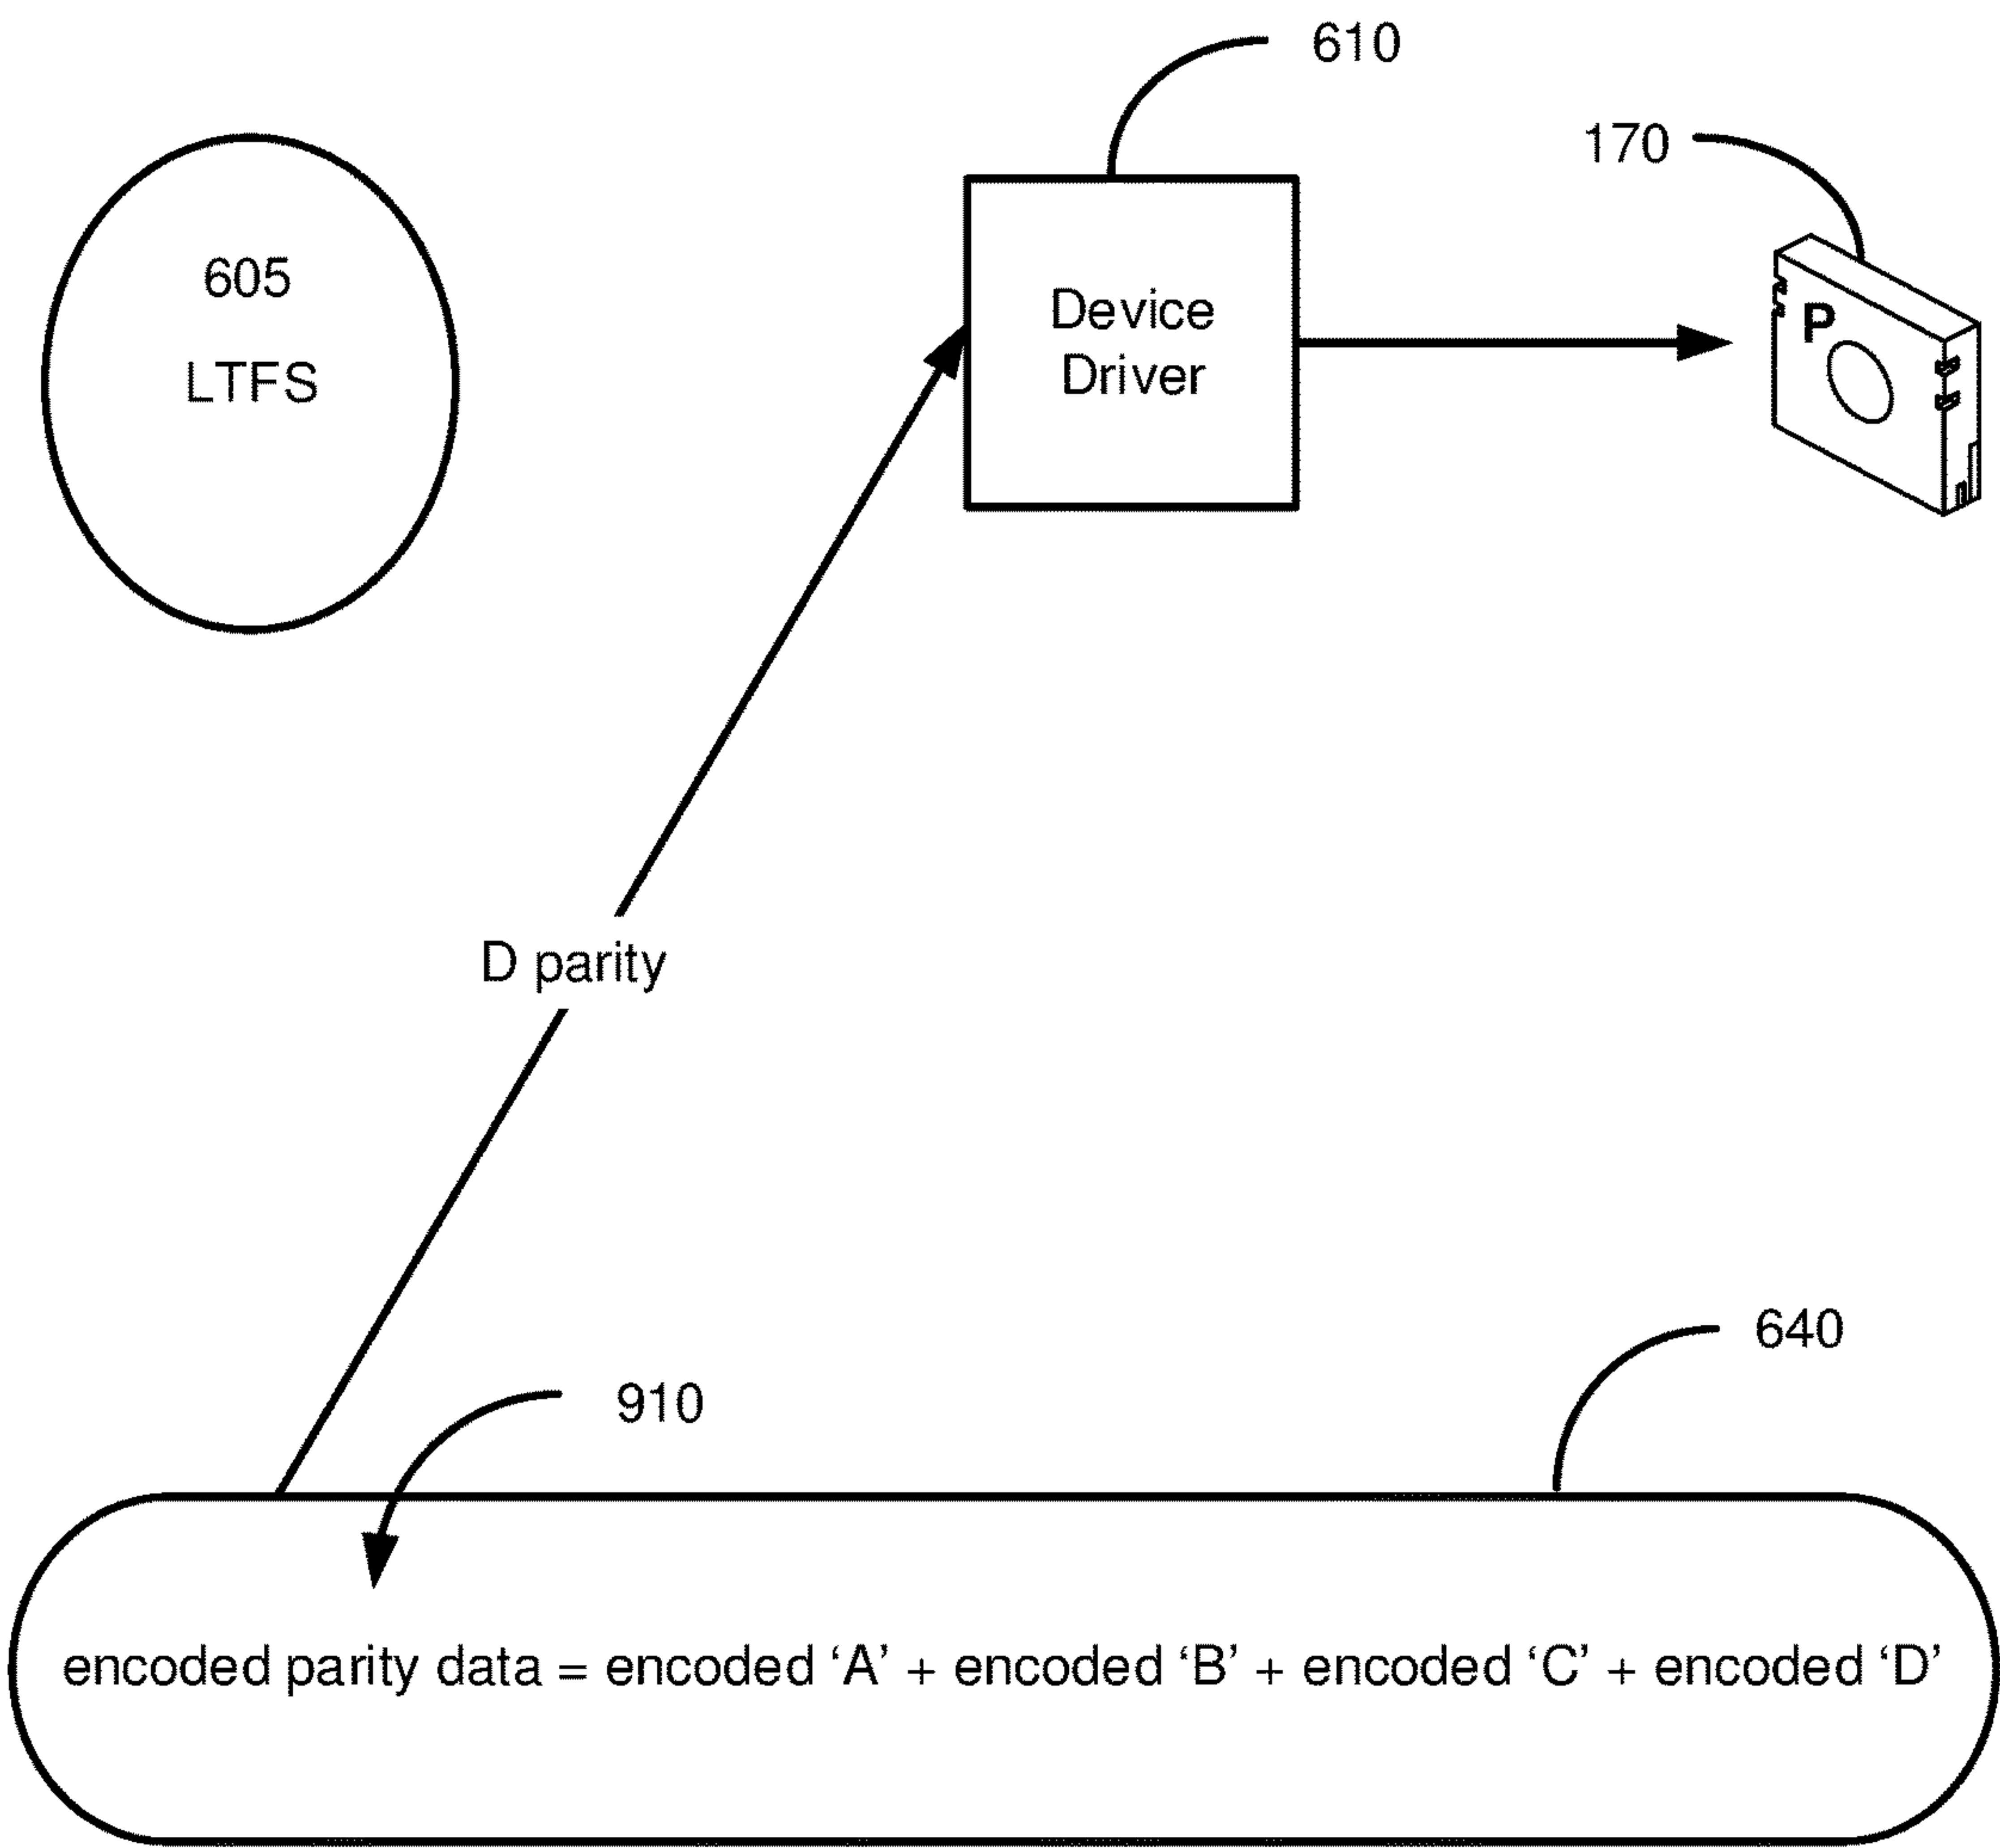 610
170
605
LTFS
Device
Driver
P
D parity
640
910
encoded parity data = encoded ‘A’ + encoded ‘B’ + encoded ‘C’ + encoded ‘D’